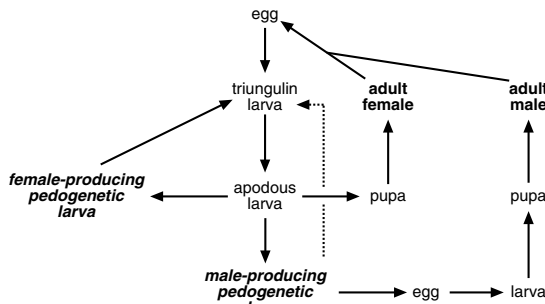 egg
triungulin
larva
adult
female
adult
male
female-producing
pedogenetic
larva
apodous
larva
pupa
pupa
male-producing
pedogenetic
egg
larva